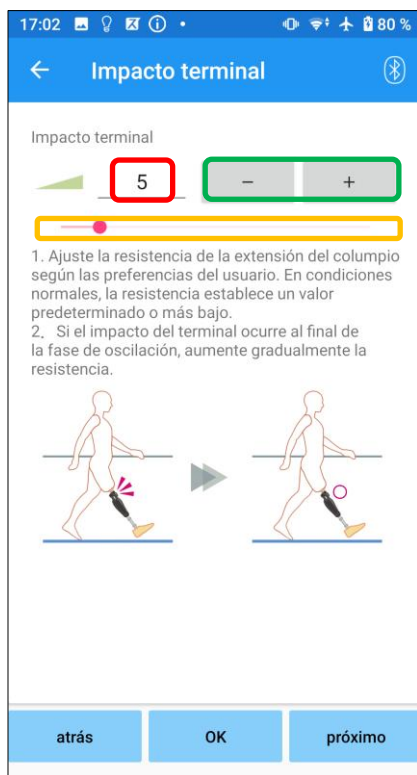 17:02 80 %
Impacto terminal
Impacto terminal
5 − +
1. Ajuste la resistencia de la extensión del columpio
según las preferencias del usuario. En condiciones
normales, la resistencia establece un valor
predeterminado o más bajo.
2、 Si el impacto del terminal ocurre al final de
la fase de oscilación, aumente gradualmente la
resistencia.
atrás OK próximo